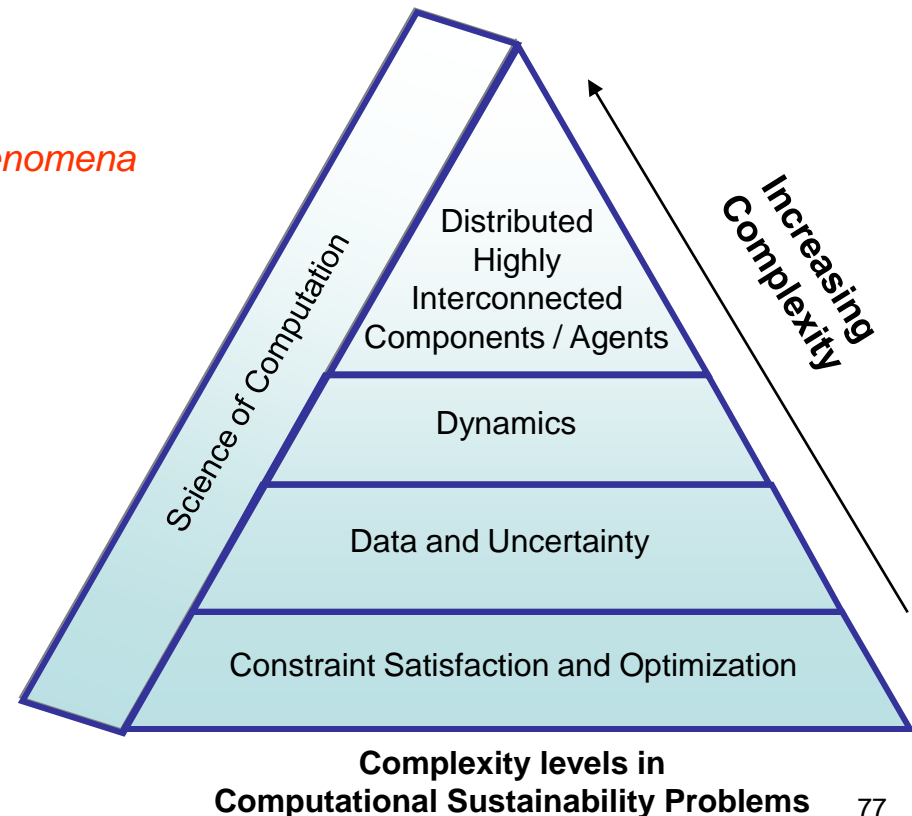 enomena
Distributed
Highly
Interconnected
Components / Agents
Increasing
Complexity
Science of Computation
Dynamics
Data and Uncertainty
Constraint Satisfaction and Optimization
Complexity levels in
Computational Sustainability Problems
77